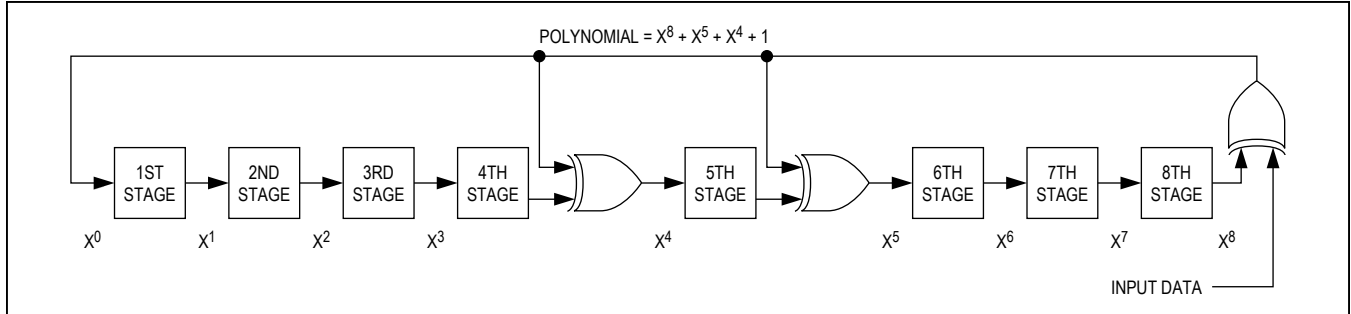 POLYNOMIAL = X⁸ + X⁵ + X⁴ + 1
1ST STAGE
2ND STAGE
3RD STAGE
4TH STAGE
5TH STAGE
6TH STAGE
7TH STAGE
8TH STAGE
X⁰
X¹
X²
X³
X⁴
X⁵
X⁶
X⁷
X⁸
INPUT DATA